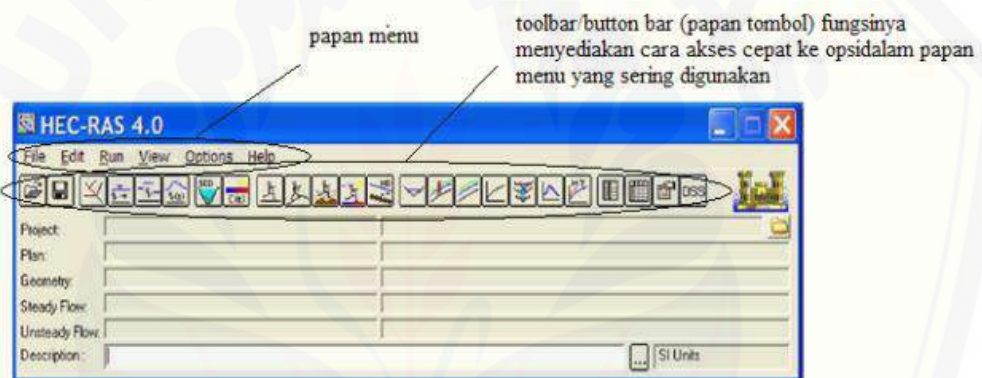 toolbar/button bar (papan tombol) fungsinya
menyediakan cara akses cepat ke opsidalam papan
menu yang sering digunakan
papan menu
HEC-RAS 4.0
File Edit Run View Options Help
DSS
Project:
Plan:
Geometry:
Steady Flow:
Unsteady Flow:
Description :
... SI Units